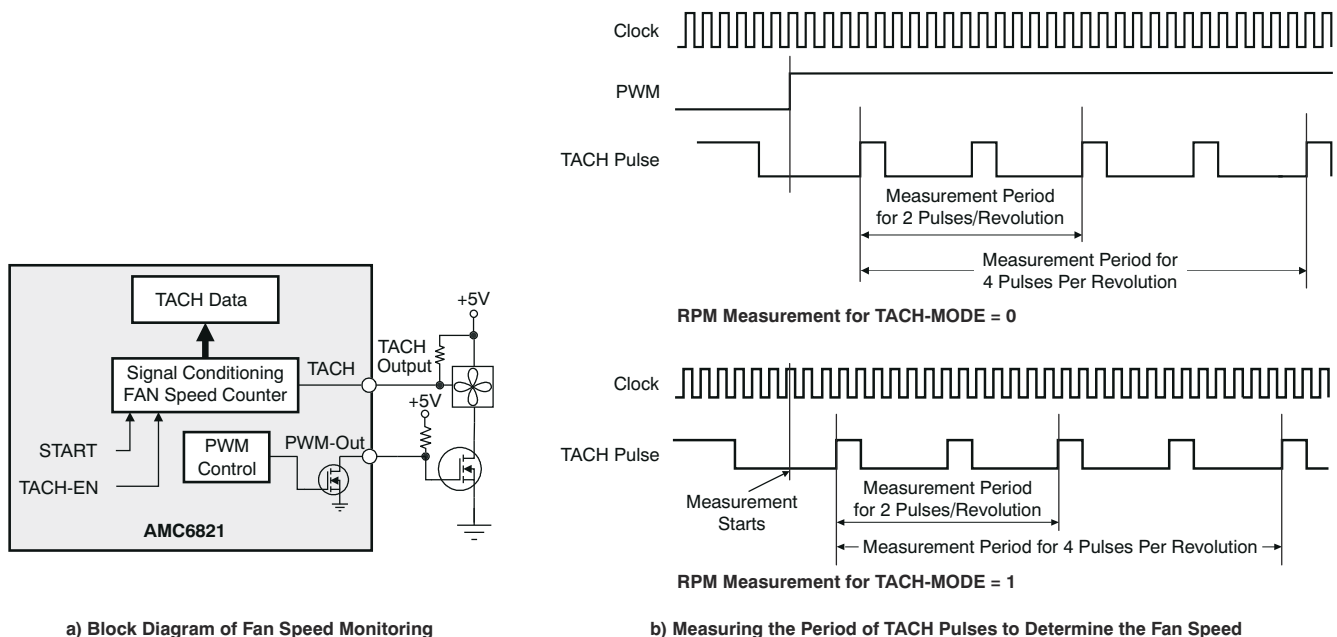 TACH Data
Signal Conditioning
FAN Speed Counter
TACH
TACH
Output
+5V
+5V
START
TACH-EN
PWM
Control
PWM-Out
AMC6821
a) Block Diagram of Fan Speed Monitoring
Clock
PWM
TACH Pulse
Measurement Period
for 2 Pulses/Revolution
Measurement Period for
4 Pulses Per Revolution
RPM Measurement for TACH-MODE = 0
Clock
TACH Pulse
Measurement
Starts
Measurement Period
for 2 Pulses/Revolution
Measurement Period for 4 Pulses Per Revolution
RPM Measurement for TACH-MODE = 1
b) Measuring the Period of TACH Pulses to Determine the Fan Speed